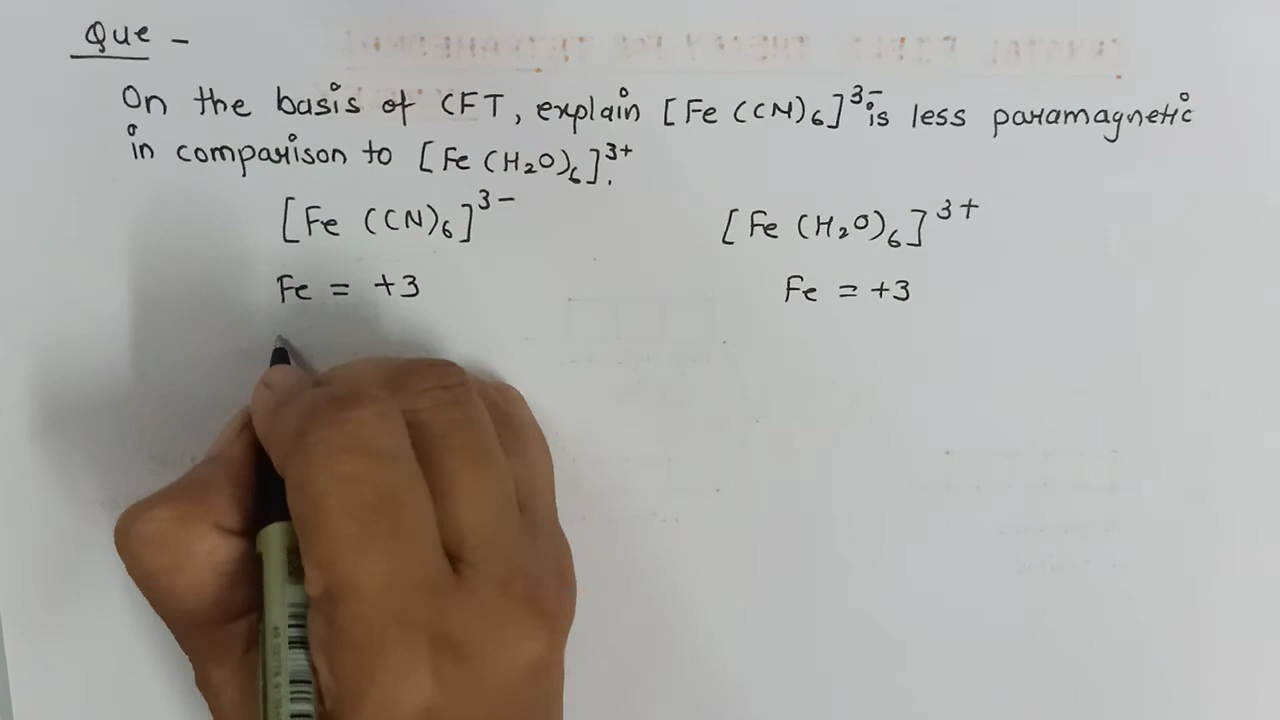 Que -
On the basis of CFT, explain [Fe(CN)6]3- is less paramagnetic
in comparison to [Fe(H2O)6]3+.
[Fe(CN)6]3- [Fe(H2O)6]3+
Fe = +3 Fe = +3